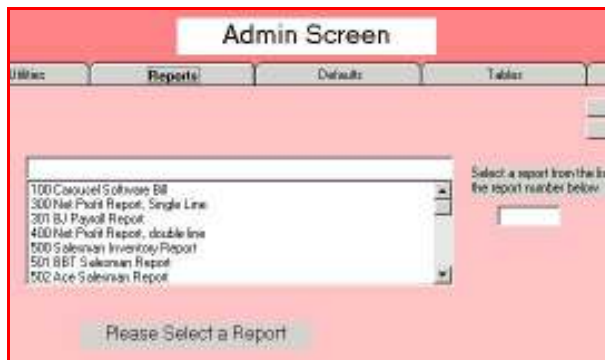 Admin Screen
Utilities Reports Defaults Tables
Select a report from the
the report number below
100 Carousel Software Bill
300 Net Profit Report, Single Line
301 BJ Payroll Report
400 Net Profit Report, double line
500 Salesman Inventory Report
501 BBT Salesman Report
502 Ace Salesman Report
Please Select a Report